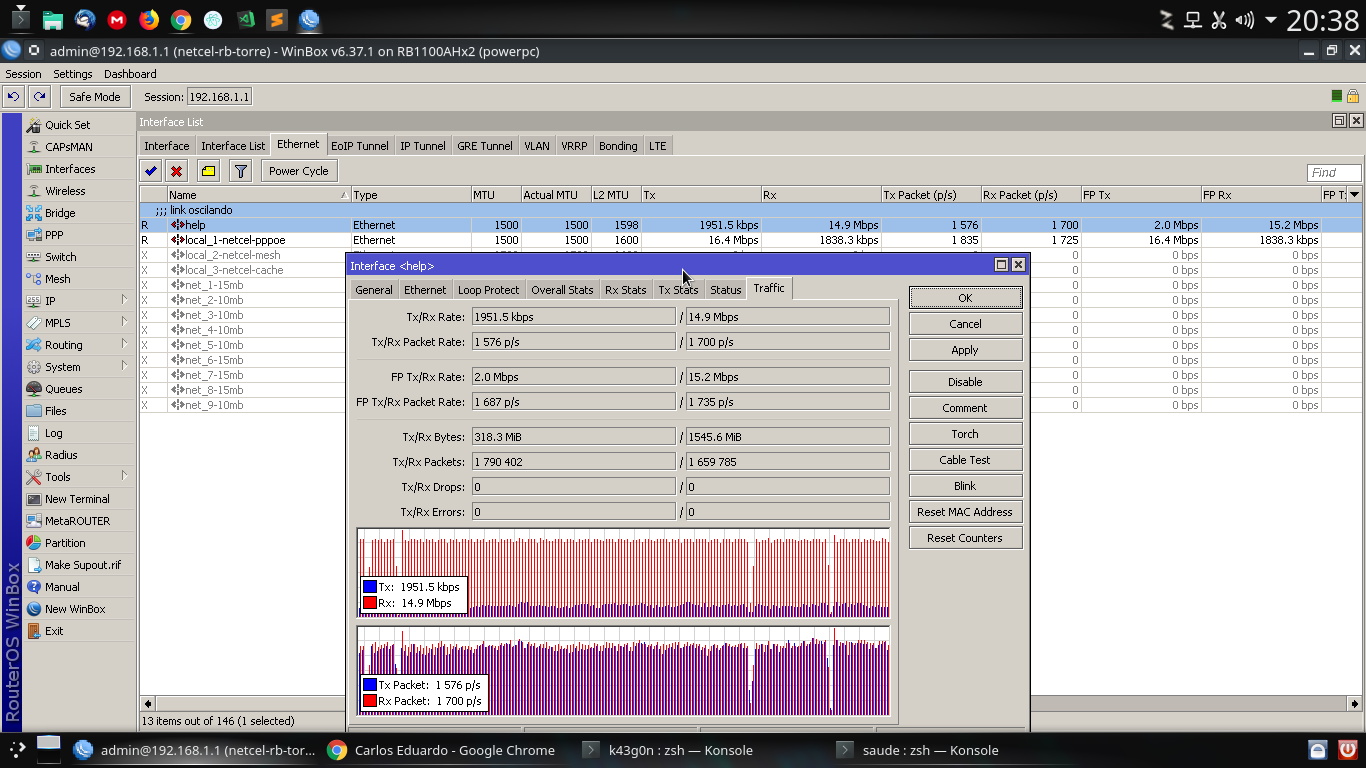 20:38
admin@192.168.1.1 (netcel-rb-torre) - WinBox v6.37.1 on RB1100AHx2 (powerpc)
Session Settings Dashboard
Safe Mode Session: 192.168.1.1
Quick Set
CAPsMAN
Interfaces
Wireless
Bridge
PPP
Switch
Mesh
IP
MPLS
Routing
System
Queues
Files
Log
Radius
Tools
New Terminal
MetaROUTER
Partition
Make Supout.rif
Manual
New WinBox
Exit
RouterOS WinBox
Interface List
Interface Interface List Ethernet EoIP Tunnel IP Tunnel GRE Tunnel VLAN VRRP Bonding LTE
Power Cycle Find
Name Type MTU Actual MTU L2 MTU Tx Rx Tx Packet (p/s) Rx Packet (p/s) FP Tx FP Rx FP T
;;; link oscilando
R help Ethernet 1500 1500 1598 1951.5 kbps 14.9 Mbps 1 576 1 700 2.0 Mbps 15.2 Mbps
R local_1-netcel-pppoe Ethernet 1500 1500 1600 16.4 Mbps 1838.3 kbps 1 835 1 725 16.4 Mbps 1838.3 kbps
X local_2-netcel-mesh 0 0 bps 0 bps
X local_3-netcel-cache 0 0 bps 0 bps
X net_1-15mb 0 0 bps 0 bps
X net_2-10mb 0 0 bps 0 bps
X net_3-10mb 0 0 bps 0 bps
X net_4-10mb 0 0 bps 0 bps
X net_5-10mb 0 0 bps 0 bps
X net_6-15mb 0 0 bps 0 bps
X net_7-15mb 0 0 bps 0 bps
X net_8-15mb 0 0 bps 0 bps
X net_9-10mb 0 0 bps 0 bps
Interface <help>
General Ethernet Loop Protect Overall Stats Rx Stats Tx Stats Status Traffic
Tx/Rx Rate: 1951.5 kbps / 14.9 Mbps
Tx/Rx Packet Rate: 1 576 p/s / 1 700 p/s
FP Tx/Rx Rate: 2.0 Mbps / 15.2 Mbps
FP Tx/Rx Packet Rate: 1 687 p/s / 1 735 p/s
Tx/Rx Bytes: 318.3 MiB / 1545.6 MiB
Tx/Rx Packets: 1 790 402 / 1 659 785
Tx/Rx Drops: 0 / 0
Tx/Rx Errors: 0 / 0
Tx: 1951.5 kbps
Rx: 14.9 Mbps
Tx Packet: 1 576 p/s
Rx Packet: 1 700 p/s
OK
Cancel
Apply
Disable
Comment
Torch
Cable Test
Blink
Reset MAC Address
Reset Counters
13 items out of 146 (1 selected)
admin@192.168.1.1 (netcel-rb-tor... Carlos Eduardo - Google Chrome k43g0n : zsh — Konsole saude : zsh — Konsole